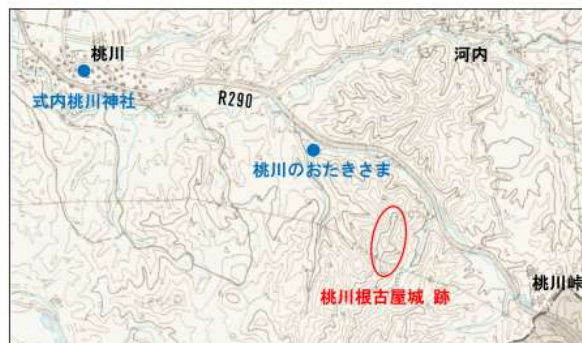 桃川
河内
式内桃川神社
R290
桃川のおたきさま
桃川根古屋城 跡
桃川峠